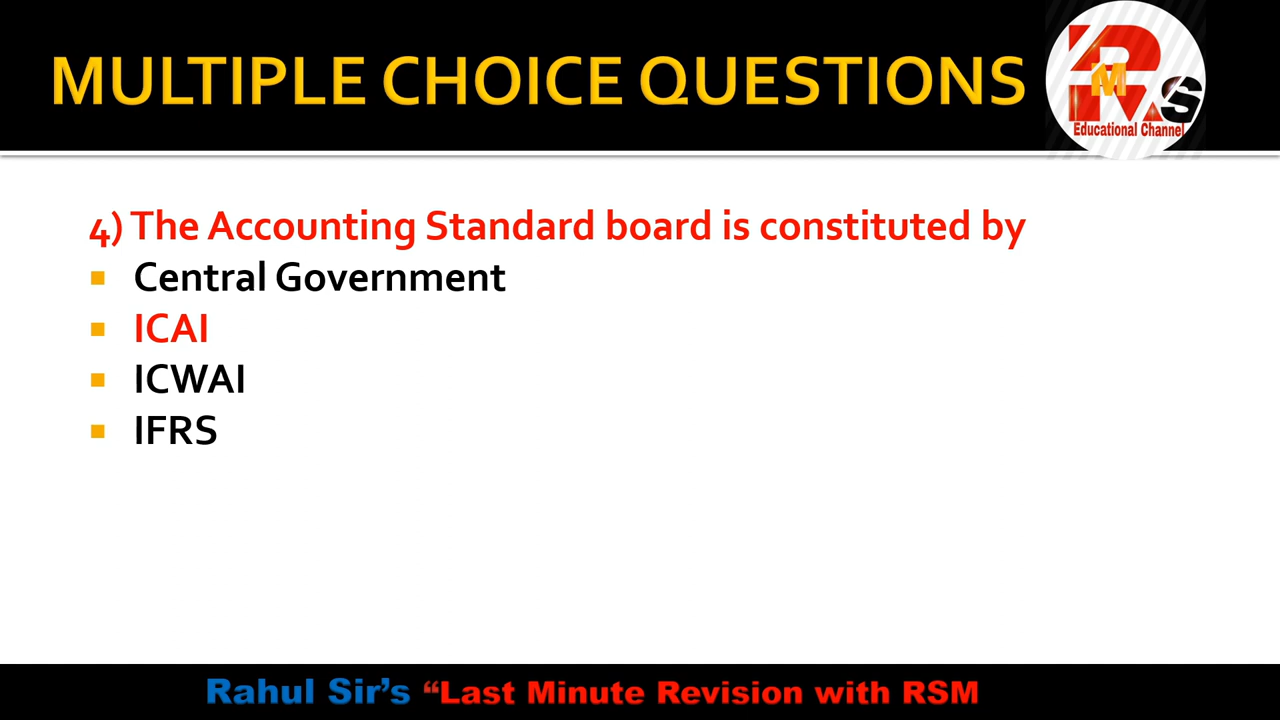 MULTIPLE CHOICE QUESTIONS
RMS
Educational Channel
4) The Accounting Standard board is constituted by
Central Government
ICAI
ICWAI
IFRS
Rahul Sir's “Last Minute Revision with RSM